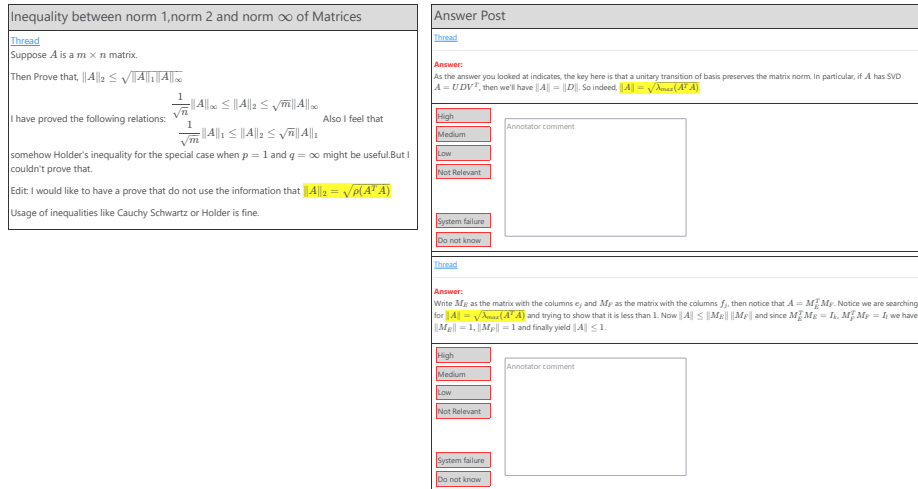 Inequality between norm 1,norm 2 and norm ∞ of Matrices
Thread
Suppose A is a m × n matrix.
Then Prove that, ‖A‖₂ ≤ √(‖A‖₁‖A‖∞)
I have proved the following relations: 1/√n ‖A‖∞ ≤ ‖A‖₂ ≤ √m‖A‖∞
1/√m ‖A‖₁ ≤ ‖A‖₂ ≤ √n‖A‖₁ Also I feel that
somehow Holder's inequality for the special case when p = 1 and q = ∞ might be useful.But I
couldn't prove that.
Edit: I would like to have a prove that do not use the information that ‖A‖₂ = √ρ(AᵀA)
Usage of inequalities like Cauchy Schwartz or Holder is fine.
Answer Post
Thread
Answer:
As the answer you looked at indicates, the key here is that a unitary transition of basis preserves the matrix norm. In particular, if A has SVD
A = UDVᵀ, then we'll have ‖A‖ = ‖D‖. So indeed, ‖A‖ = √λmax(AᵀA)
High
Medium
Low
Not Relevant
System failure
Do not know
Annotator comment
Thread
Answer:
Write M_E as the matrix with the columns e_j and M_F as the matrix with the columns f_j, then notice that A = M_E^T M_F. Notice we are searching
for ‖A‖ = √λmax(AᵀA) and trying to show that it is less than 1. Now ‖A‖ ≤ ‖M_E‖ ‖M_F‖ and since M_E^T M_E = I_k, M_F^T M_F = I_l we have
‖M_E‖ = 1, ‖M_F‖ = 1 and finally yield ‖A‖ ≤ 1.
High
Medium
Low
Not Relevant
System failure
Do not know
Annotator comment